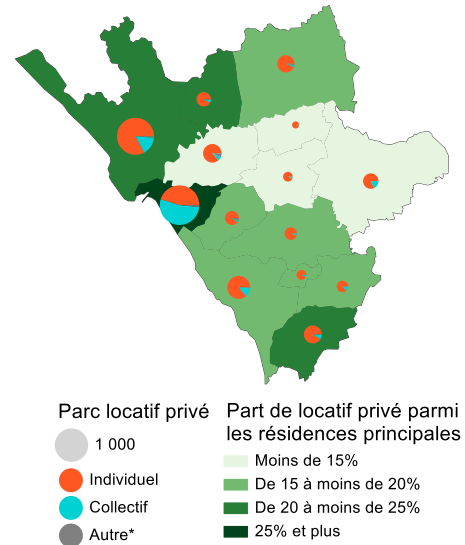 Parc locatif privé
1 000
Individuel
Collectif
Autre*
Part de locatif privé parmi
les résidences principales
Moins de 15%
De 15 à moins de 20%
De 20 à moins de 25%
25% et plus